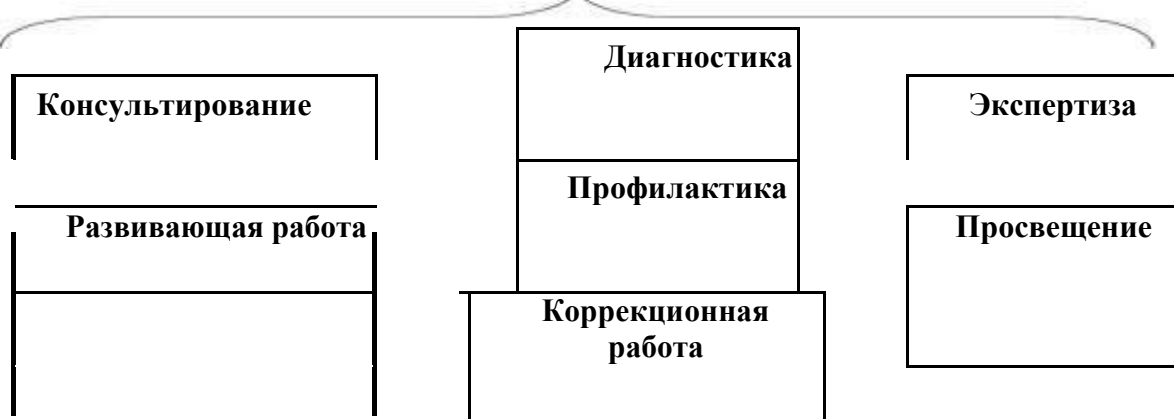 Диагностика
Консультирование
Экспертиза
Профилактика
Развивающая работа
Просвещение
Коррекционная
работа